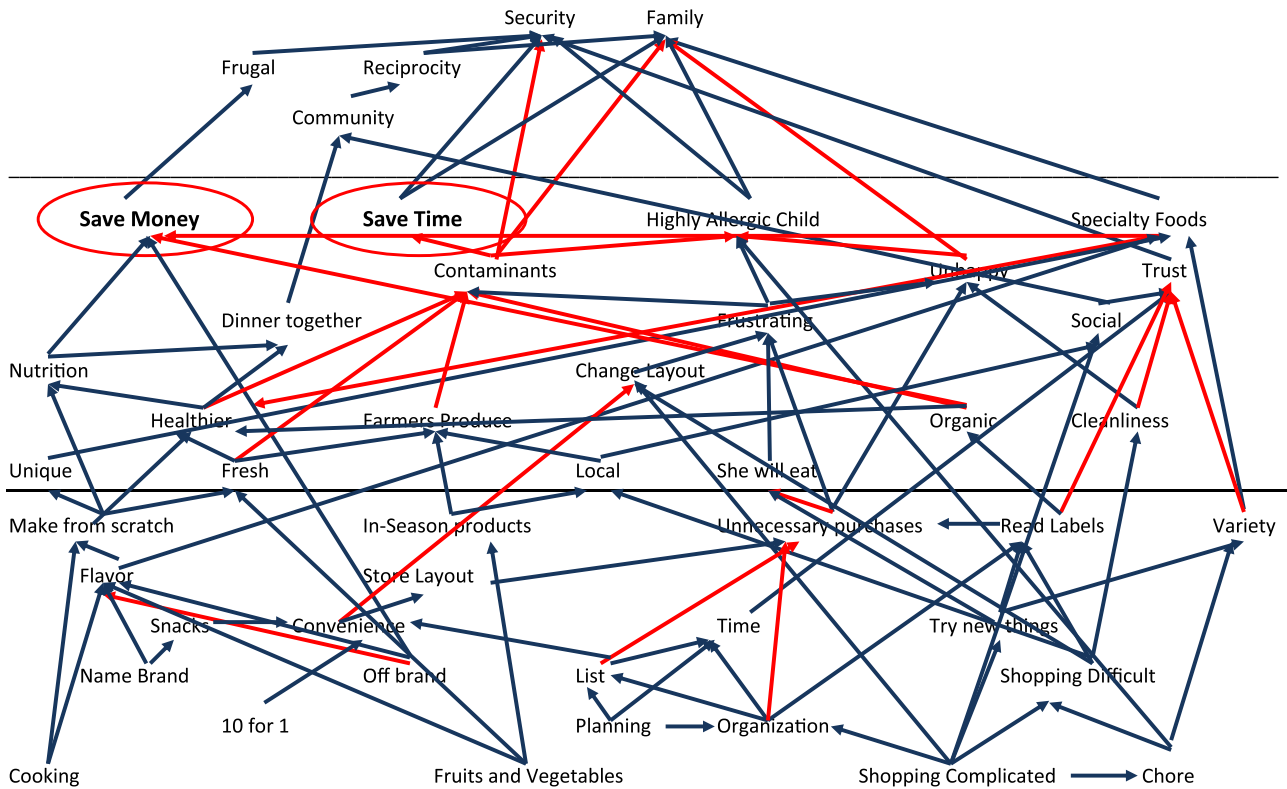 Security
Family
Frugal
Reciprocity
Community
Save Money
Save Time
Highly Allergic Child
Specialty Foods
Contaminants
Unhappy
Trust
Dinner together
Frustrating
Social
Nutrition
Change Layout
Healthier
Farmers Produce
Organic
Cleanliness
Unique
Fresh
Local
She will eat
Make from scratch
In-Season products
Unnecessary purchases
Read Labels
Variety
Flavor
Store Layout
Snacks
Convenience
Time
Try new things
Name Brand
Off brand
List
Shopping Difficult
10 for 1
Planning
Organization
Cooking
Fruits and Vegetables
Shopping Complicated
Chore